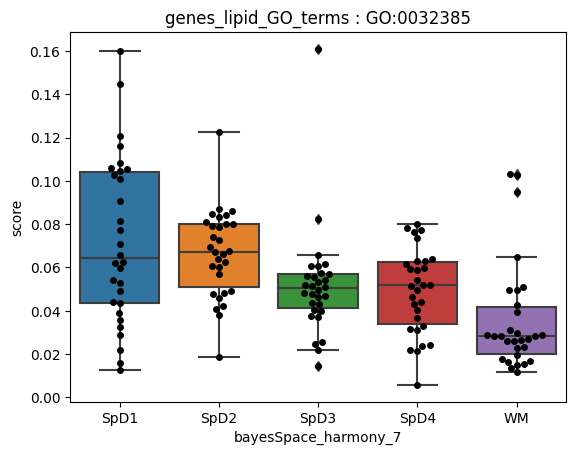 genes_lipid_GO_terms : GO:0032385
0.16
0.14
0.12
0.10
0.08
0.06
0.04
0.02
0.00
score
SpD1 SpD2 SpD3 SpD4 WM
bayesSpace_harmony_7